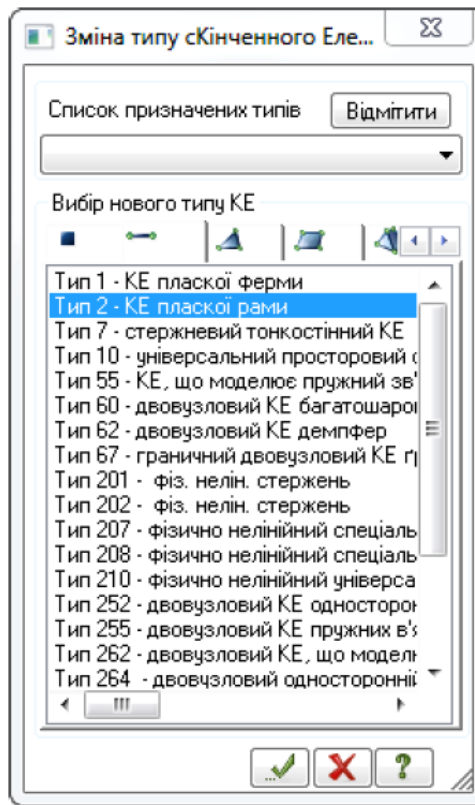 Зміна типу сКінченного Еле...
Список призначених типів
Відмітити
Вибір нового типу КЕ
Тип 1 - КЕ плаской ферми
Тип 2 - КЕ плаской рами
Тип 7 - стержневий тонкостінний КЕ
Тип 10 - універсальний просторовий
Тип 55 - КЕ, що моделює пружний зв'
Тип 60 - двовузловий КЕ багатошаро
Тип 62 - двовузловий КЕ демпфер
Тип 67 - граничний двовузловий КЕ ґр
Тип 201 - фіз. нелін. стержень
Тип 202 - фіз. нелін. стержень
Тип 207 - фізично нелінійний спеціаль
Тип 208 - фізично нелінійний спеціаль
Тип 210 - фізично нелінійний універса
Тип 252 - двовузловий КЕ односторон
Тип 255 - двовузловий КЕ пружних в'я
Тип 262 - двовузловий КЕ, що модел
Тип 264 - двовузловий односторонній